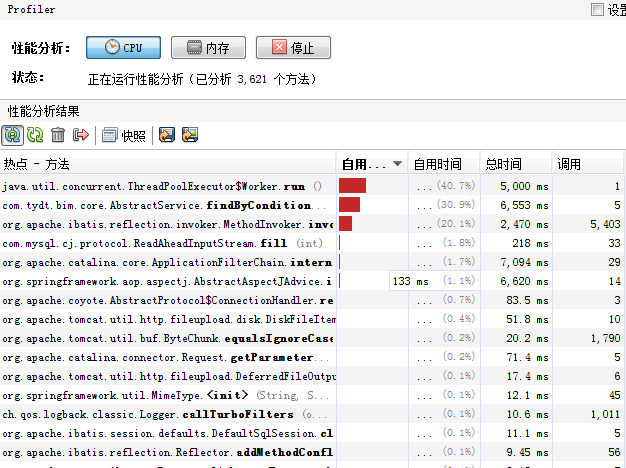 Profiler 设置
性能分析: CPU 内存 停止
状态: 正在运行性能分析（已分析 3,621 个方法）
性能分析结果
快照
热点 - 方法 自用... 自用时间 总时间 调用
java.util.concurrent.ThreadPoolExecutor$Worker.run () ... (40.7%) 5,000 ms 1
com.tydt.bim.core.AbstractService.findByCondition... ... (30.9%) 6,553 ms 5
org.apache.ibatis.reflection.invoker.MethodInvoker.invo ... (20.1%) 2,470 ms 5,403
com.mysql.cj.protocol.ReadAheadInputStream.fill (int) ... (1.8%) 218 ms 33
org.apache.catalina.core.ApplicationFilterChain.intern ... (1.7%) 7,094 ms 29
org.springframework.aop.aspectj.AbstractAspectJAdvice.i 133 ms (1.1%) 6,620 ms 14
org.apache.coyote.AbstractProtocol$ConnectionHandler.re ... (0.7%) 83.5 ms 3
org.apache.tomcat.util.http.fileupload.disk.DiskFileItem ... (0.4%) 51.8 ms 10
org.apache.tomcat.util.buf.ByteChunk.equalsIgnoreCase ... (0.2%) 20.2 ms 1,790
org.apache.catalina.connector.Request.getParameter... ... (0.2%) 71.4 ms 5
org.apache.tomcat.util.http.fileupload.DeferredFileOutpu ... (0.1%) 17.4 ms 6
org.springframework.util.MimeType.<init> (String, S... ... (0.1%) 12.1 ms 45
ch.qos.logback.classic.Logger.callTurboFilters (o... ... (0.1%) 10.6 ms 1,011
org.apache.ibatis.session.defaults.DefaultSqlSession.cl ... (0.1%) 11.1 ms 5
org.apache.ibatis.reflection.Reflector.addMethodConfl ... (0.1%) 9.45 ms 56